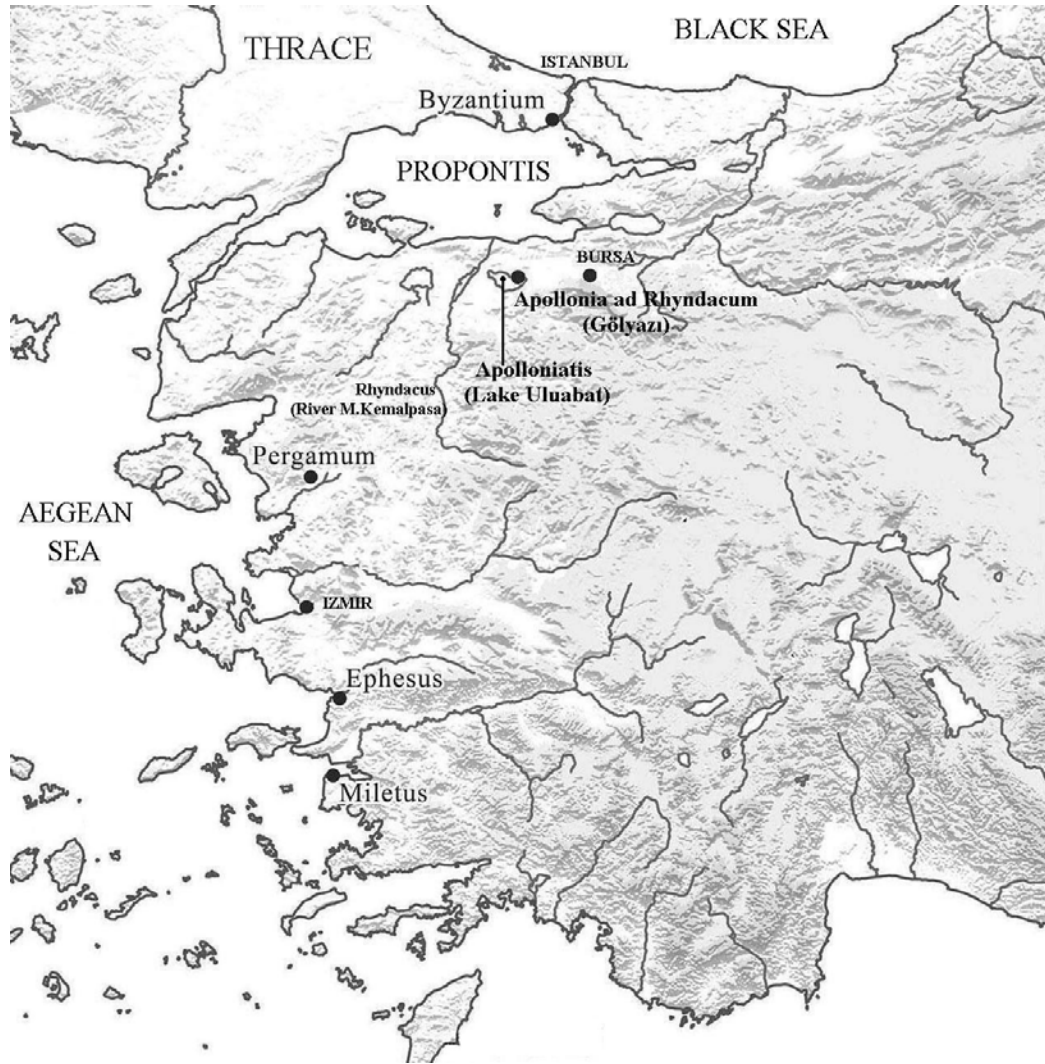 BLACK SEA
THRACE
ISTANBUL
Byzantium
PROPONTIS
BURSA
Apollonia ad Rhyndacum
(Gölyazı)
Apolloniatis
(Lake Uluabat)
Rhyndacus
(River M.Kemalpasa)
Pergamum
AEGEAN
SEA
IZMIR
Ephesus
Miletus